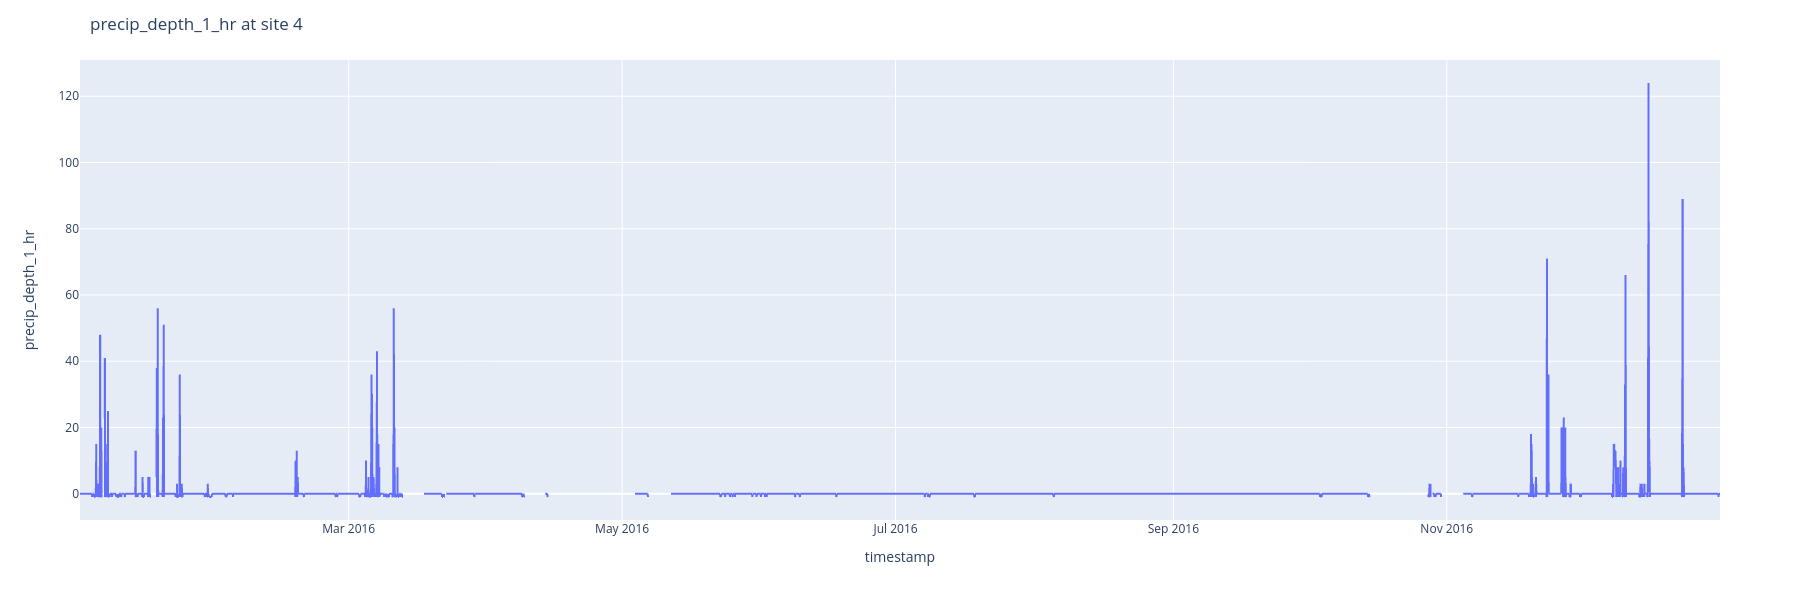 precip_depth_1_hr at site 4
120
100
80
60
40
20
0
precip_depth_1_hr
Mar 2016
May 2016
Jul 2016
Sep 2016
Nov 2016
timestamp